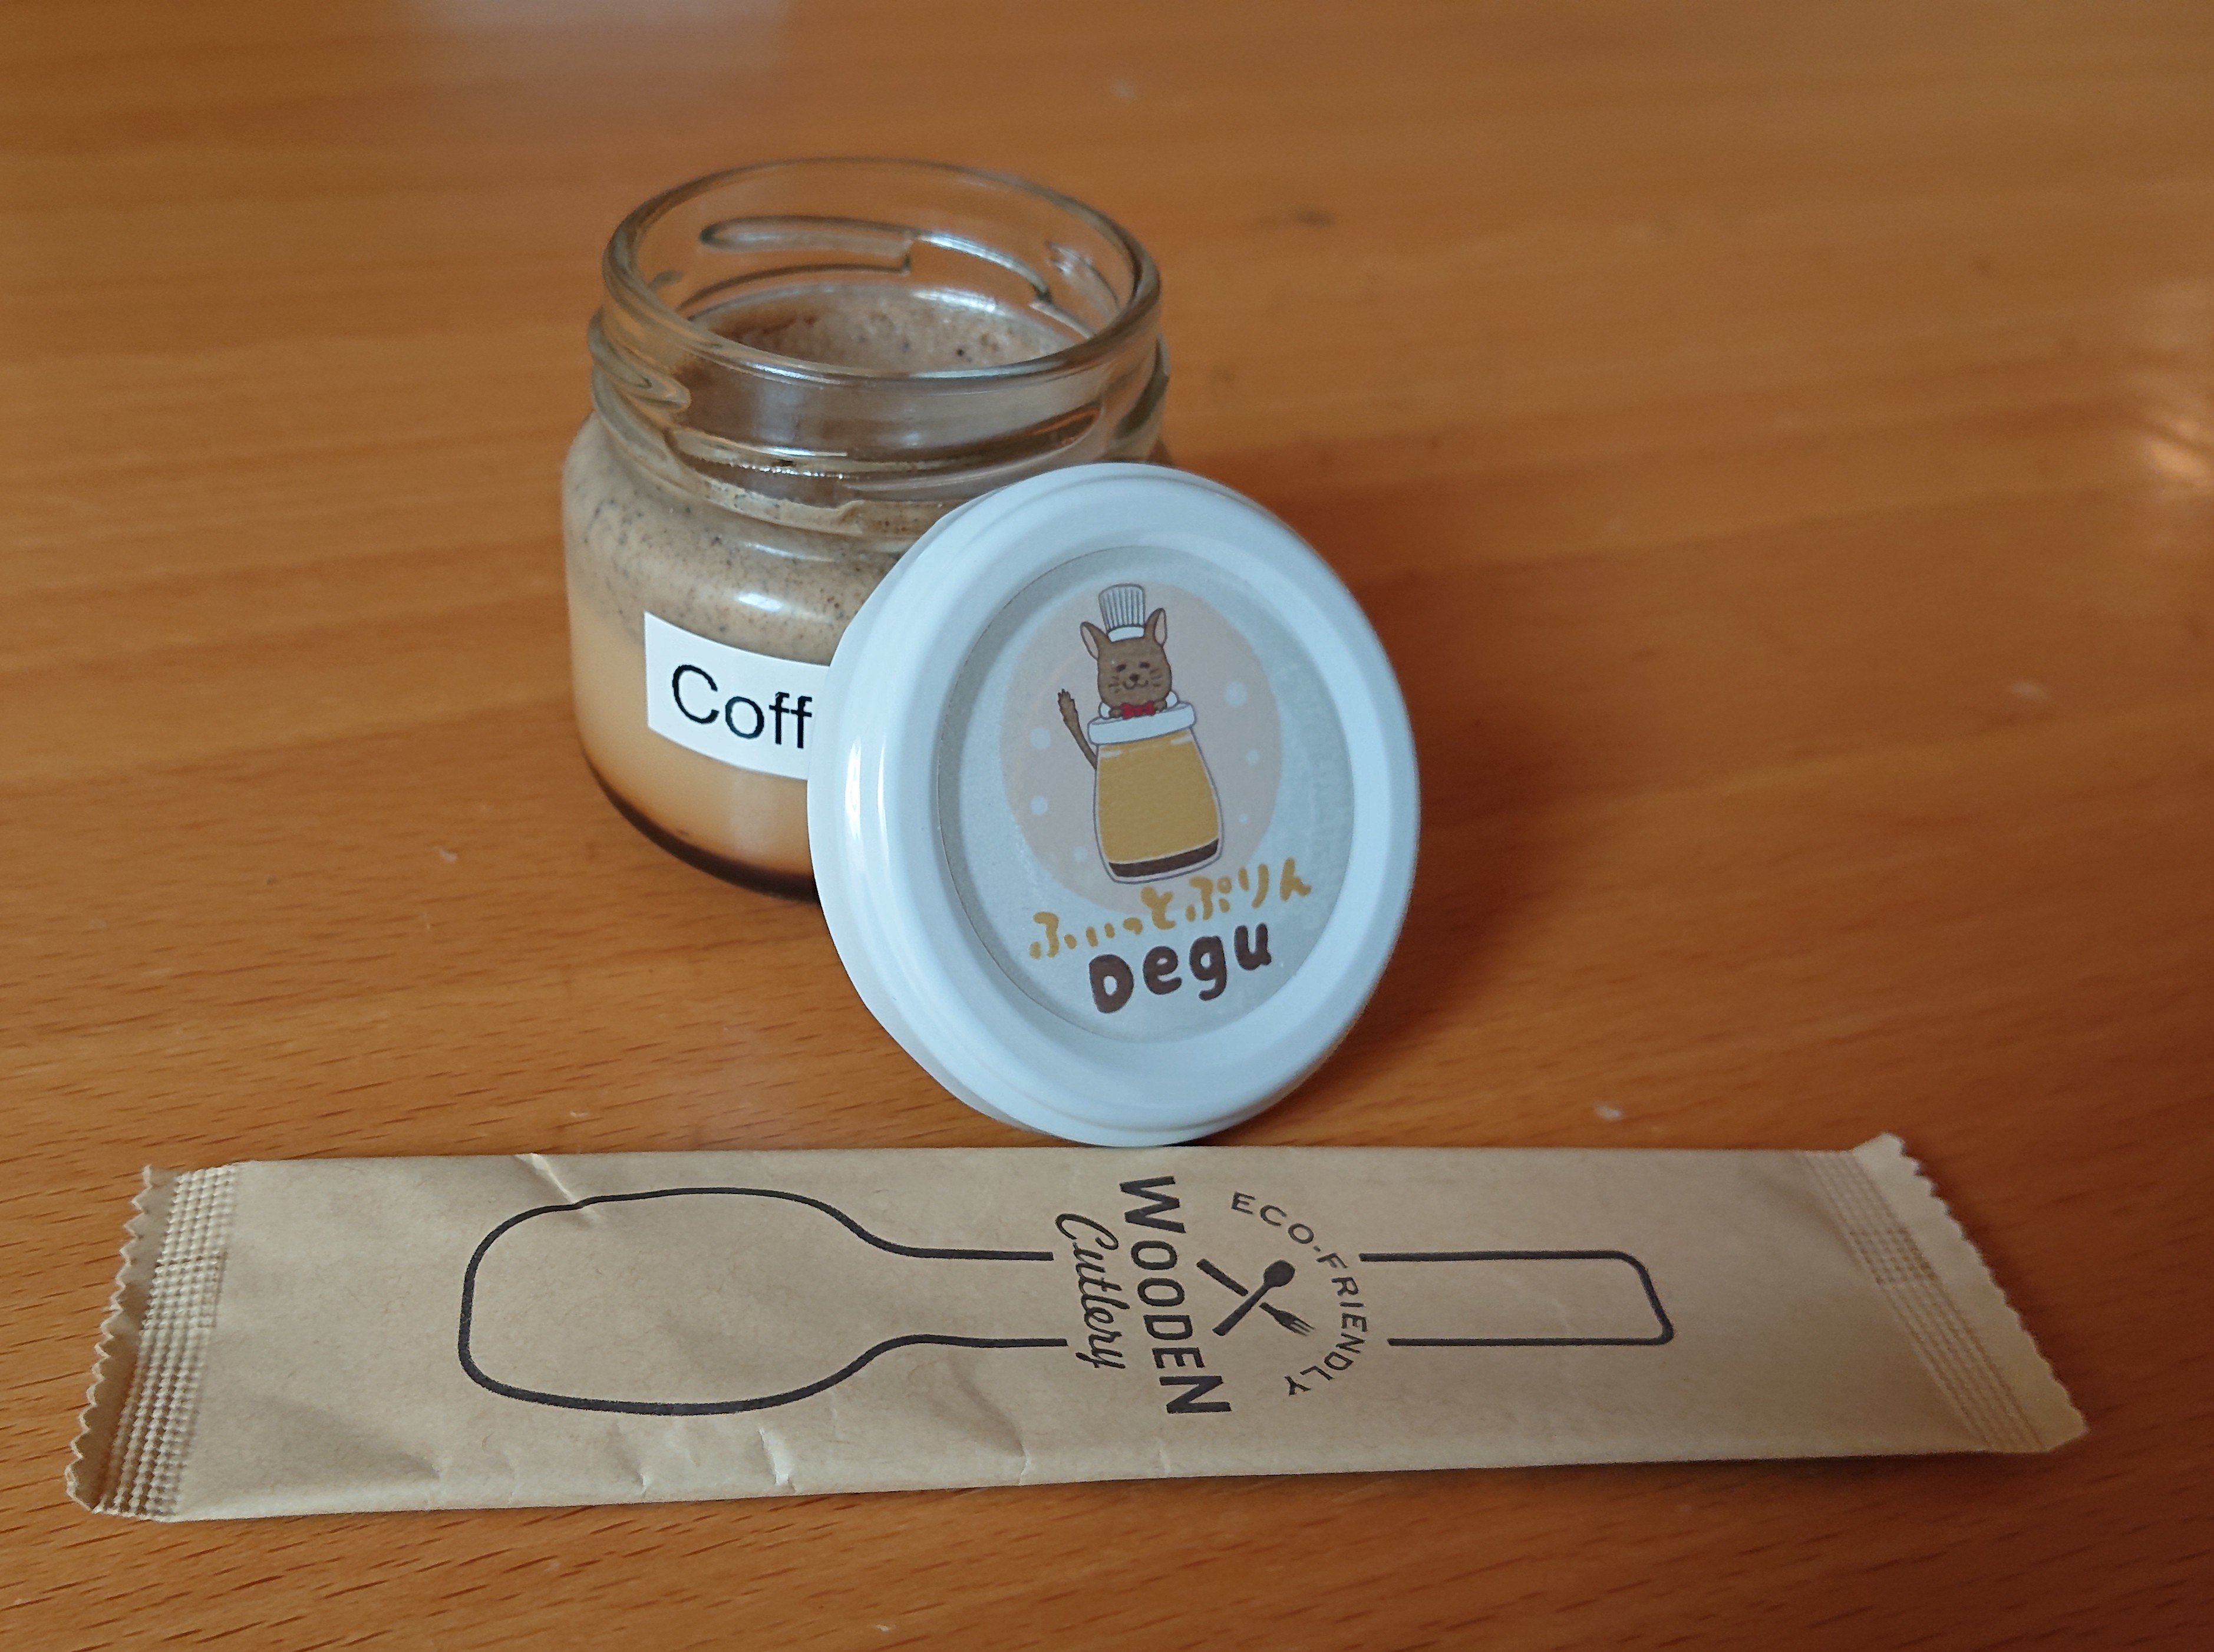 Coff
ふぃっとぷりん
Degu
ECO-FRIENDLY
WOODEN
Cutlery